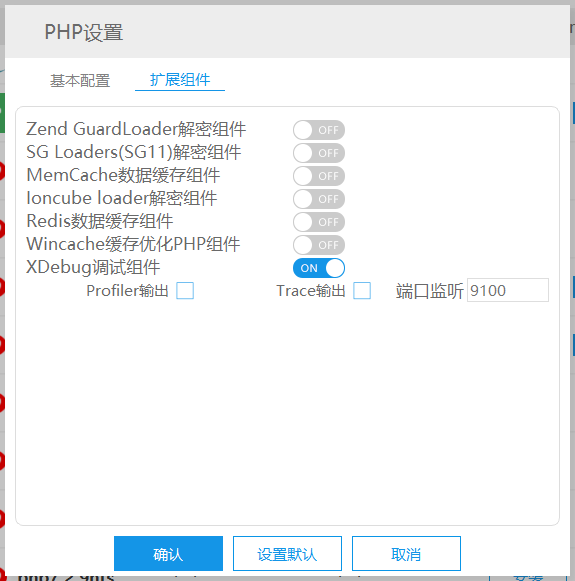 PHP设置
基本配置 扩展组件
Zend GuardLoader解密组件 OFF
SG Loaders(SG11)解密组件 OFF
MemCache数据缓存组件 OFF
Ioncube loader解密组件 OFF
Redis数据缓存组件 OFF
Wincache缓存优化PHP组件 OFF
XDebug调试组件 ON
Profiler输出 Trace输出 端口监听 9100
确认 设置默认 取消